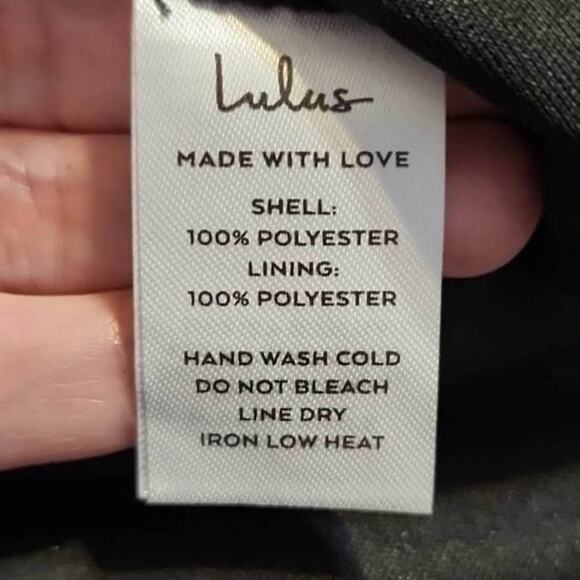 Lulus
MADE WITH LOVE
SHELL:
100% POLYESTER
LINING:
100% POLYESTER
HAND WASH COLD
DO NOT BLEACH
LINE DRY
IRON LOW HEAT